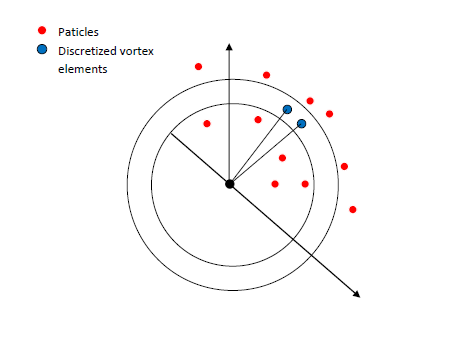 Paticles
Discretized vortex
elements